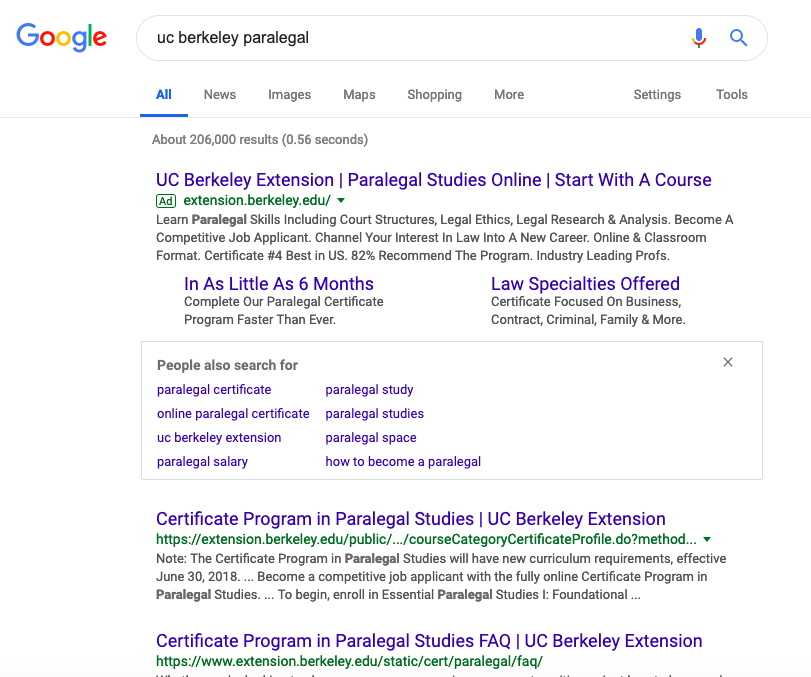 Google
uc berkeley paralegal
All News Images Maps Shopping More Settings Tools
About 206,000 results (0.56 seconds)
UC Berkeley Extension | Paralegal Studies Online | Start With A Course
Ad extension.berkeley.edu/
Learn Paralegal Skills Including Court Structures, Legal Ethics, Legal Research & Analysis. Become A
Competitive Job Applicant. Channel Your Interest In Law Into A New Career. Online & Classroom
Format. Certificate #4 Best in US. 82% Recommend The Program. Industry Leading Profs.
In As Little As 6 Months
Complete Our Paralegal Certificate
Program Faster Than Ever.
Law Specialties Offered
Certificate Focused On Business,
Contract, Criminal, Family & More.
People also search for
paralegal certificate paralegal study
online paralegal certificate paralegal studies
uc berkeley extension paralegal space
paralegal salary how to become a paralegal
Certificate Program in Paralegal Studies | UC Berkeley Extension
https://extension.berkeley.edu/public/.../courseCategoryCertificateProfile.do?method...
Note: The Certificate Program in Paralegal Studies will have new curriculum requirements, effective
June 30, 2018. ... Become a competitive job applicant with the fully online Certificate Program in
Paralegal Studies. ... To begin, enroll in Essential Paralegal Studies I: Foundational ...
Certificate Program in Paralegal Studies FAQ | UC Berkeley Extension
https://www.extension.berkeley.edu/static/cert/paralegal/faq/